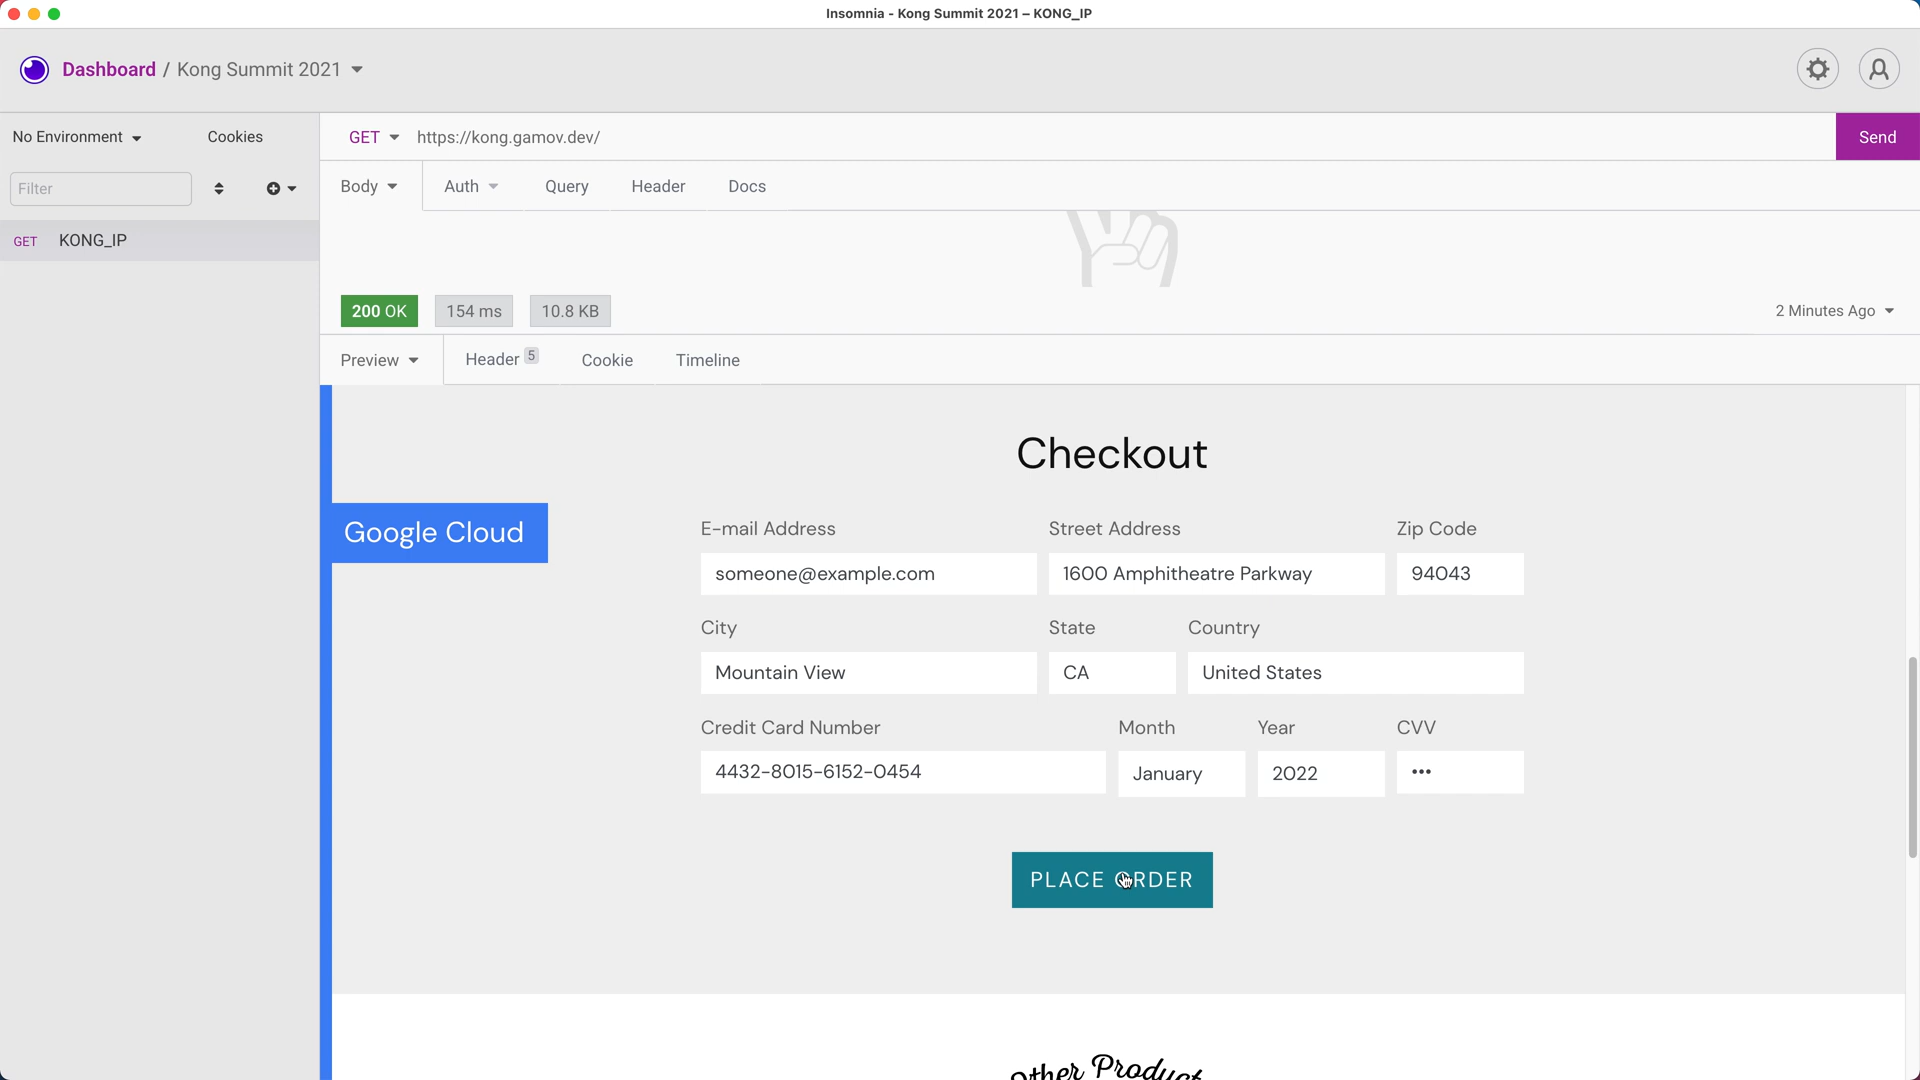 Insomnia - Kong Summit 2021 – KONG_IP
Dashboard / Kong Summit 2021
No Environment
Cookies
GET https://kong.gamov.dev/
Send
Filter
Body Auth Query Header Docs
GET KONG_IP
200 OK 154 ms 10.8 KB
2 Minutes Ago
Preview Header 5 Cookie Timeline
Checkout
Google Cloud
E-mail Address Street Address Zip Code
someone@example.com 1600 Amphitheatre Parkway 94043
City State Country
Mountain View CA United States
Credit Card Number Month Year CVV
4432-8015-6152-0454 January 2022 •••
PLACE ORDER
Other Product